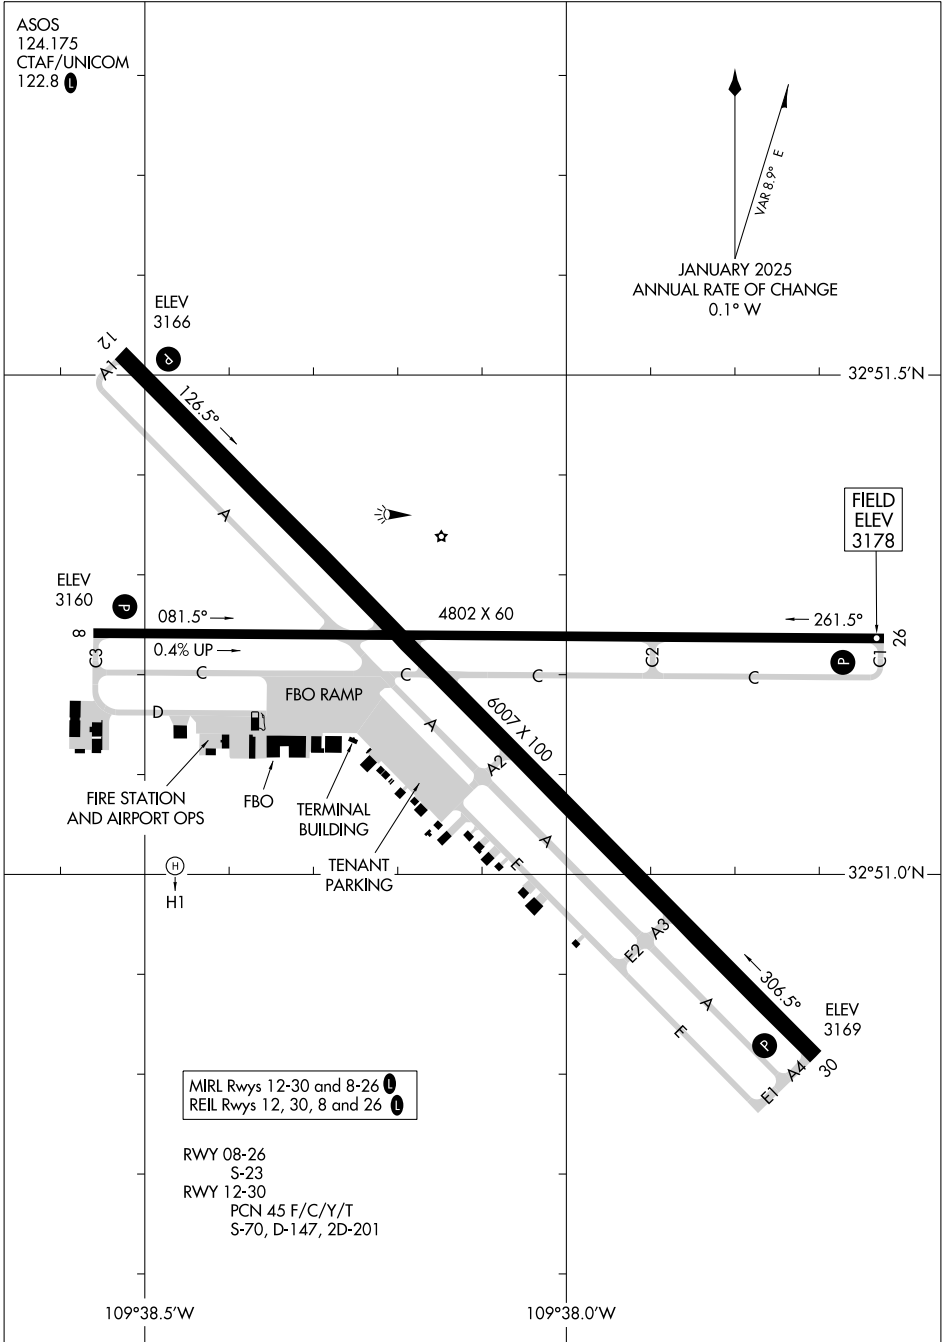 ASOS
124.175
CTAF/UNICOM
122.8 L
VAR 8.9° E
JANUARY 2025
ANNUAL RATE OF CHANGE
0.1° W
ELEV
3166
12
A1
P
32°51.5'N
126.5°
A
FIELD
ELEV
3178
ELEV
3160
P
081.5°
4802 X 60
261.5°
8
26
0.4% UP
C3
C
C
C
C2
C
P
C1
FBO RAMP
D
A
6007 X 100
A2
FIRE STATION
AND AIRPORT OPS
FBO
TERMINAL
BUILDING
TENANT
PARKING
A
E
H
H1
32°51.0'N
A3
E2
306.5°
A
E
ELEV
3169
P
A4
30
E1
MIRL Rwys 12-30 and 8-26 L
REIL Rwys 12, 30, 8 and 26 L
RWY 08-26
S-23
RWY 12-30
PCN 45 F/C/Y/T
S-70, D-147, 2D-201
109°38.5'W
109°38.0'W